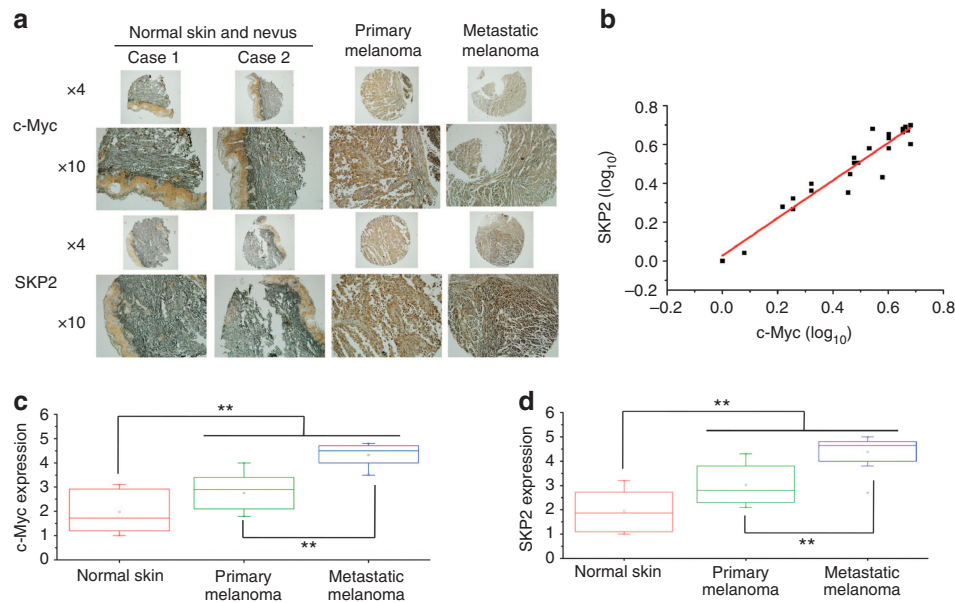 a
Normal skin and nevus
Case 1
Case 2
Primary
melanoma
Metastatic
melanoma
×4
c-Myc
×10
×4
SKP2
×10
b
0.8
0.6
0.4
0.2
0.0
−0.2
SKP2 (log10)
−0.2
0.0
0.2
0.4
0.6
0.8
c-Myc (log10)
c
6
5
4
3
2
1
0
c-Myc expression
**
**
Normal skin
Primary
melanoma
Metastatic
melanoma
d
6
5
4
3
2
1
0
SKP2 expression
**
**
Normal skin
Primary
melanoma
Metastatic
melanoma